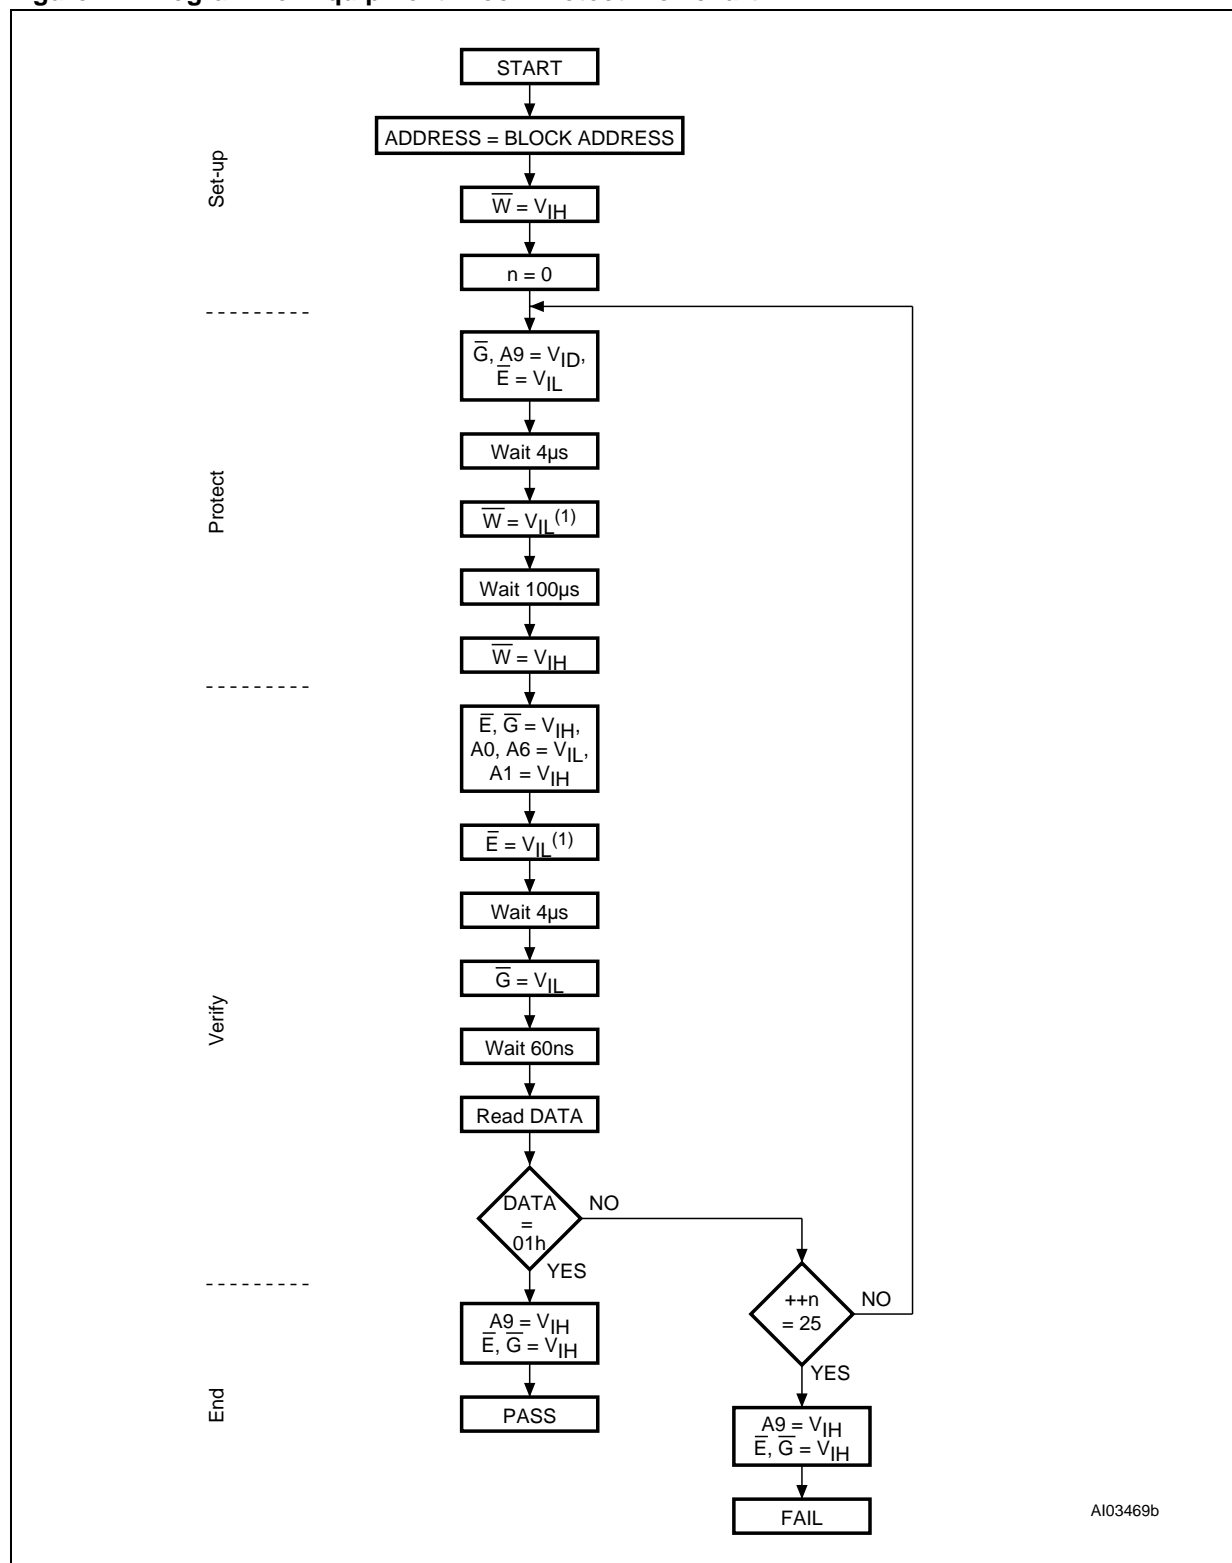 START
ADDRESS = BLOCK ADDRESS
Set-up
W̅ = VIH
n = 0
G̅, A9 = VID,
E̅ = VIL
Wait 4µs
Protect
W̅ = VIL(1)
Wait 100µs
W̅ = VIH
E̅, G̅ = VIH,
A0, A6 = VIL,
A1 = VIH
E̅ = VIL(1)
Wait 4µs
G̅ = VIL
Verify
Wait 60ns
Read DATA
DATA
=
01h
NO
YES
++n
= 25
NO
YES
A9 = VIH
E̅, G̅ = VIH
End
PASS
A9 = VIH
E̅, G̅ = VIH
FAIL
AI03469b